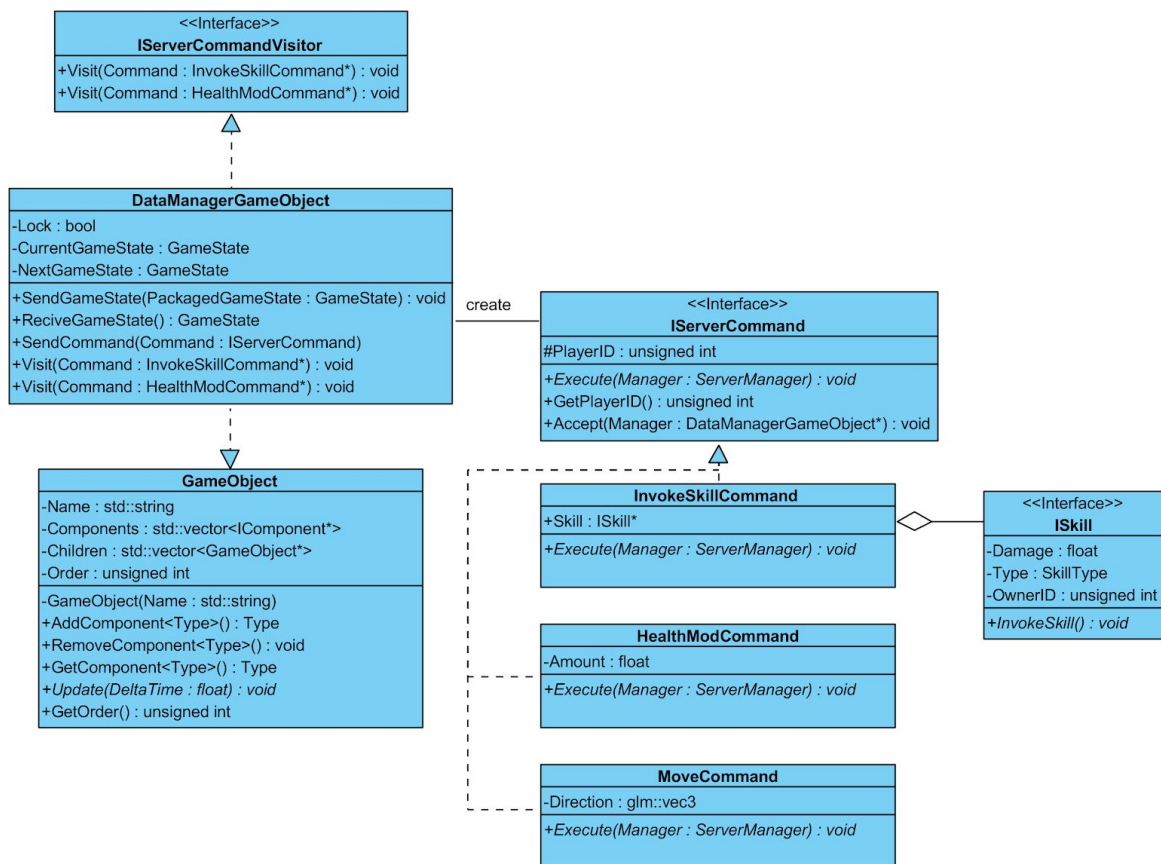 <<Interface>>
IServerCommandVisitor
+Visit(Command : InvokeSkillCommand*) : void
+Visit(Command : HealthModCommand*) : void
DataManagerGameObject
-Lock : bool
-CurrentGameState : GameState
-NextGameState : GameState
+SendGameState(PackagedGameState : GameState) : void
+ReciveGameState() : GameState
+SendCommand(Command : IServerCommand)
+Visit(Command : InvokeSkillCommand*) : void
+Visit(Command : HealthModCommand*) : void
create
<<Interface>>
IServerCommand
#PlayerID : unsigned int
+Execute(Manager : ServerManager) : void
+GetPlayerID() : unsigned int
+Accept(Manager : DataManagerGameObject*) : void
GameObject
-Name : std::string
-Components : std::vector<IComponent*>
-Children : std::vector<GameObject*>
-Order : unsigned int
-GameObject(Name : std::string)
+AddComponent<Type>() : Type
+RemoveComponent<Type>() : void
+GetComponent<Type>() : Type
+Update(DeltaTime : float) : void
+GetOrder() : unsigned int
InvokeSkillCommand
+Skill : ISkill*
+Execute(Manager : ServerManager) : void
<<Interface>>
ISkill
-Damage : float
-Type : SkillType
-OwnerID : unsigned int
+InvokeSkill() : void
HealthModCommand
-Amount : float
+Execute(Manager : ServerManager) : void
MoveCommand
-Direction : glm::vec3
+Execute(Manager : ServerManager) : void